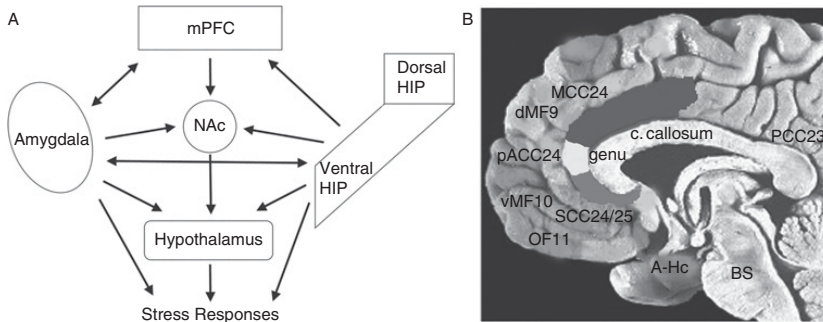 A
mPFC
Dorsal
HIP
NAc
Amygdala
Ventral
HIP
Hypothalamus
Stress Responses
B
MCC24
dMF9
c. callosum
PCC23
pACC24
genu
vMF10
SCC24/25
OF11
A-Hc
BS